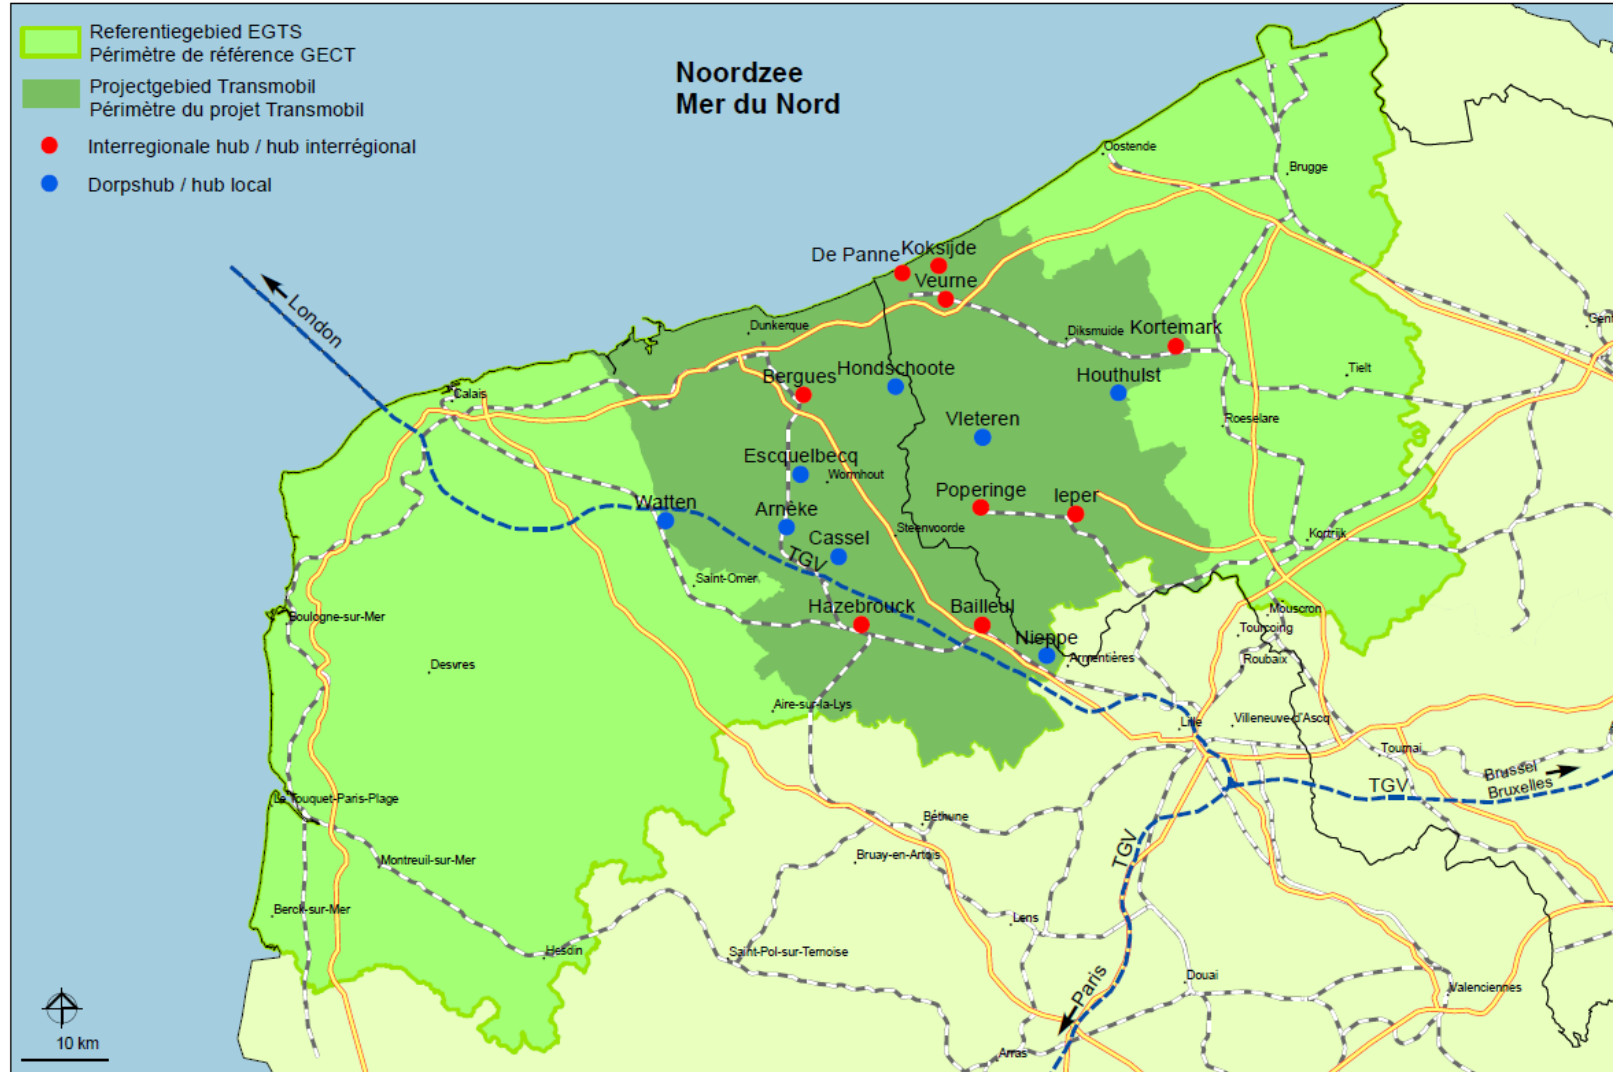 Referentiegebied EGTS
Périmètre de référence GECT
Projectgebied Transmobil
Périmètre du projet Transmobil
Interregionale hub / hub interrégional
Dorpshub / hub local
Noordzee
Mer du Nord
Oostende
Brugge
De Panne
Koksijde
Veurne
London
Dunkerque
Diksmuide
Kortemark
Gent
Tielt
Calais
Bergues
Hondschoote
Houthulst
Roeselare
Vleteren
Escquelbecq
Wormhout
Watten
Arnèke
Poperinge
Ieper
Steenvoorde
Cassel
TGV
Kortrijk
Saint-Omer
Hazebrouck
Bailleul
Mouscron
Boulogne-sur-Mer
Nieppe
Tourcoing
Armentières
Roubaix
Desvres
Aire-sur-la-Lys
Lille
Villeneuve-d'Ascq
Tournai
Brussel
Bruxelles
TGV
Le Touquet-Paris-Plage
Béthune
TGV
Montreuil-sur-Mer
Bruay-en-Artois
Berck-sur-Mer
Lens
Hesdin
Saint-Pol-sur-Ternoise
Paris
Douai
Valenciennes
10 km
Arras